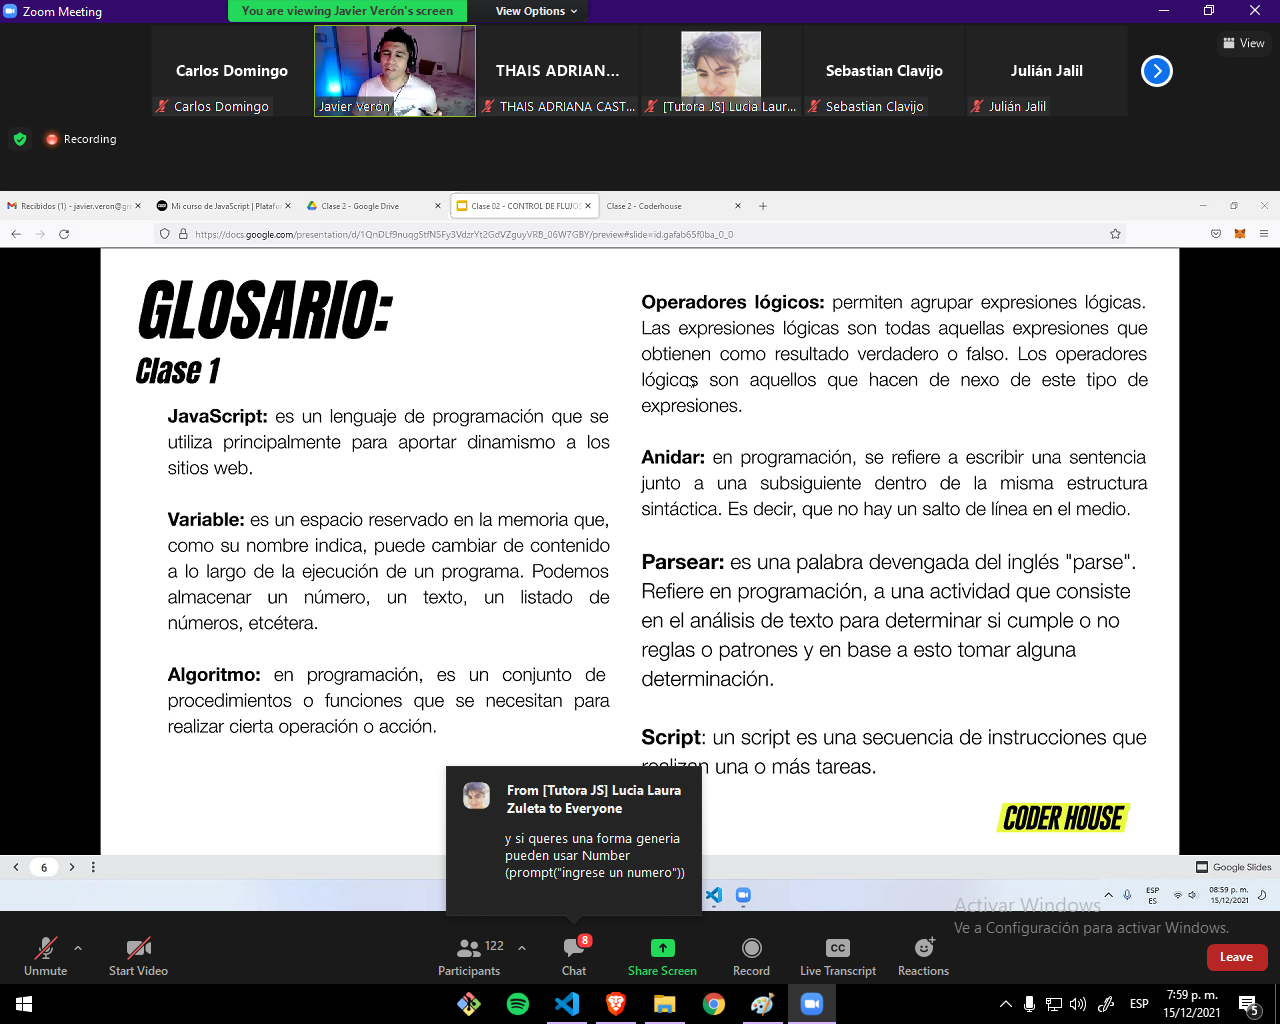 Zoom Meeting
You are viewing Javier Verón's screen
View Options
Carlos Domingo
THAIS ADRIAN...
Sebastian Clavijo
Julián Jalil
View
Carlos Domingo
Javier Verón
THAIS ADRIANA CAST...
[Tutora JS] Lucia Laur...
Sebastian Clavijo
Julián Jalil
Recording
Recibidos (1) - javier.veron@gm
Mi curso de JavaScript | Platafo
Clase 2 - Google Drive
Clase 02 - CONTROL DE FLUJOS
Clase 2 - Coderhouse
GLOSARIO:
Clase 1
JavaScript: es un lenguaje de programación que se
utiliza principalmente para aportar dinamismo a los
sitios web.
Variable: es un espacio reservado en la memoria que,
como su nombre indica, puede cambiar de contenido
a lo largo de la ejecución de un programa. Podemos
almacenar un número, un texto, un listado de
números, etcétera.
Algoritmo: en programación, es un conjunto de
procedimientos o funciones que se necesitan para
realizar cierta operación o acción.
Operadores lógicos: permiten agrupar expresiones lógicas.
Las expresiones lógicas son todas aquellas expresiones que
obtienen como resultado verdadero o falso. Los operadores
lógicos son aquellos que hacen de nexo de este tipo de
expresiones.
Anidar: en programación, se refiere a escribir una sentencia
junto a una subsiguiente dentro de la misma estructura
sintáctica. Es decir, que no hay un salto de línea en el medio.
Parsear: es una palabra devengada del inglés "parse".
Refiere en programación, a una actividad que consiste
en el análisis de texto para determinar si cumple o no
reglas o patrones y en base a esto tomar alguna
determinación.
Script: un script es una secuencia de instrucciones que
realizan una o más tareas.
CODER HOUSE
From [Tutora JS] Lucia Laura
Zuleta to Everyone
y si queres una forma generia
pueden usar Number
(prompt("ingrese un numero"))
6
Google Slides
ESP
ES
08:59 p. m.
15/12/2021
Activar Windows
Ve a Configuración para activar Windows.
Unmute
Start Video
122
Participants
8
Chat
Share Screen
Record
CC
Live Transcript
Reactions
Leave
ESP
7:59 p. m.
15/12/2021
5